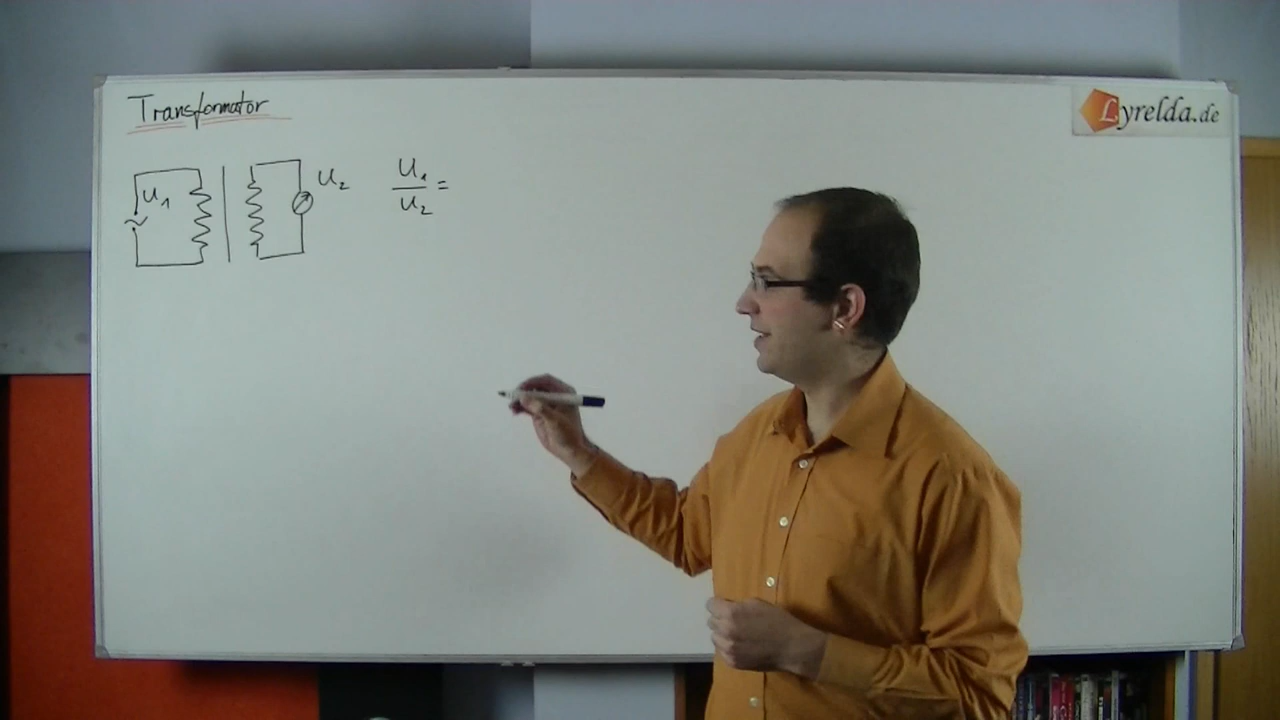 Transformator
Lyrelda.de
U₁
U₂
U₁
U₂ =